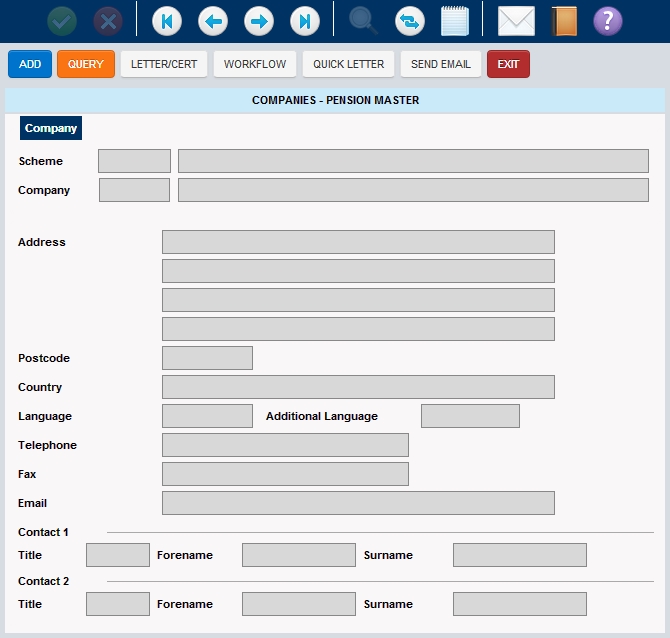 ?
ADD QUERY LETTER/CERT WORKFLOW QUICK LETTER SEND EMAIL EXIT
COMPANIES - PENSION MASTER
Company
Scheme
Company
Address
Postcode
Country
Language Additional Language
Telephone
Fax
Email
Contact 1
Title Forename Surname
Contact 2
Title Forename Surname